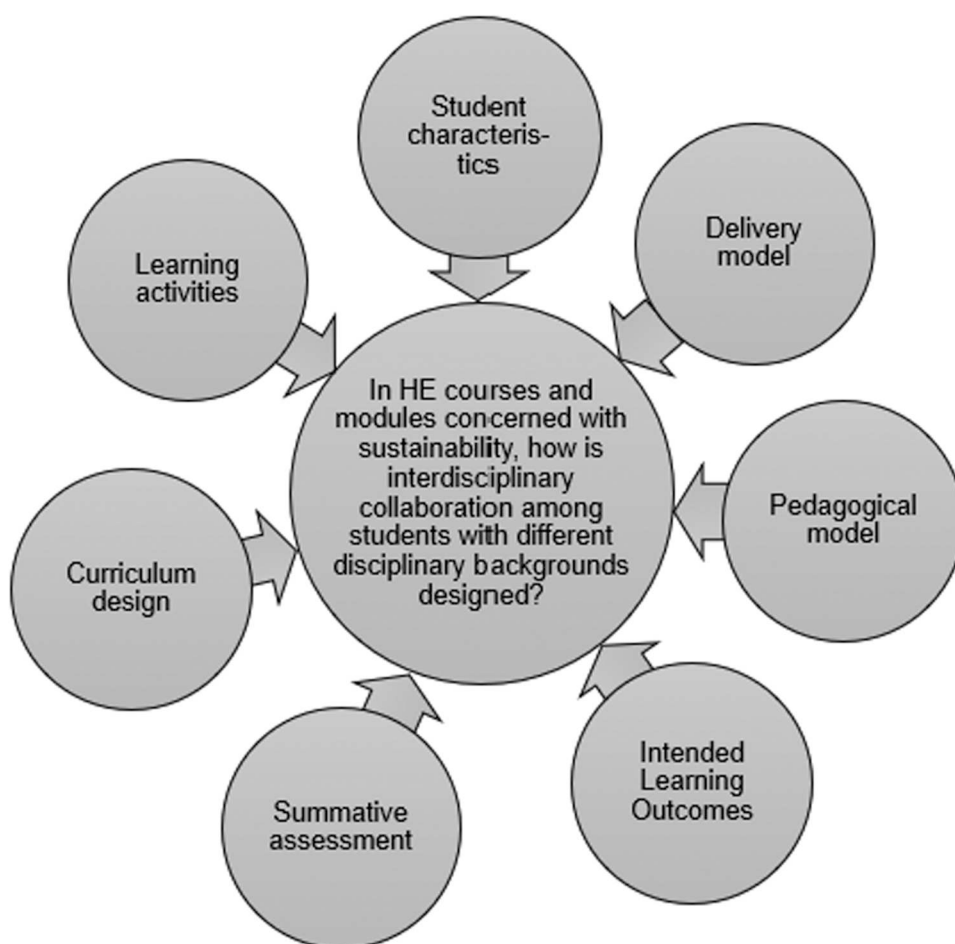 Student
characteris-
tics
Delivery
model
Pedagogical
model
Intended
Learning
Outcomes
Summative
assessment
Curriculum
design
Learning
activities
In HE courses and
modules concerned with
sustainability, how is
interdisciplinary
collaboration among
students with different
disciplinary backgrounds
designed?